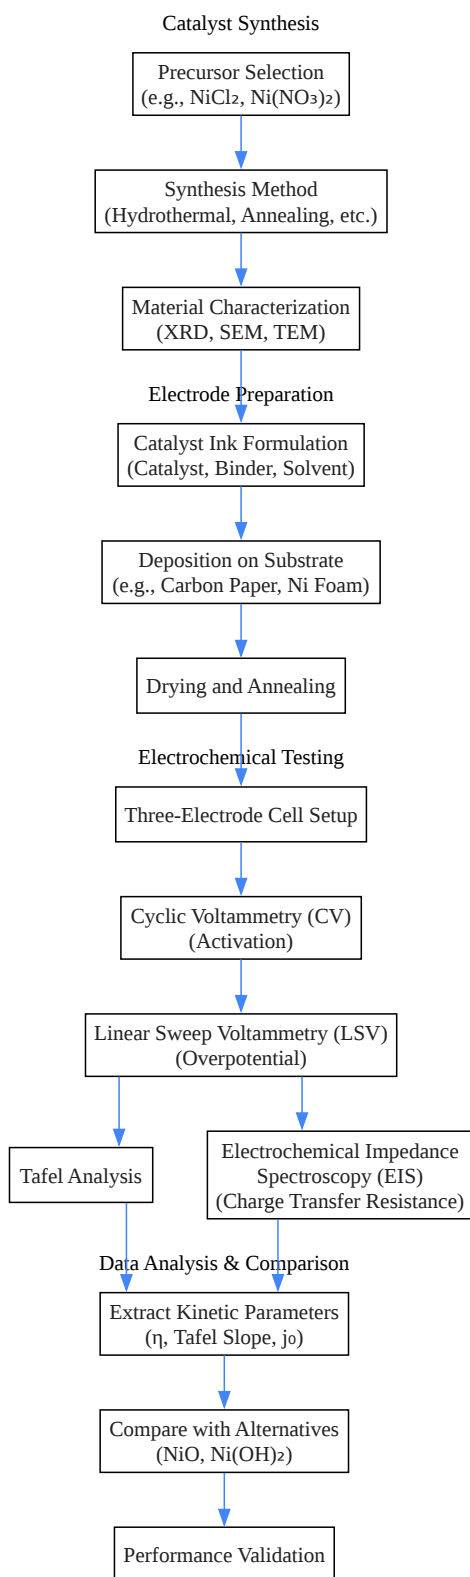 Catalyst Synthesis
Precursor Selection
(e.g., NiCl₂, Ni(NO₃)₂)
Synthesis Method
(Hydrothermal, Annealing, etc.)
Material Characterization
(XRD, SEM, TEM)
Electrode Preparation
Catalyst Ink Formulation
(Catalyst, Binder, Solvent)
Deposition on Substrate
(e.g., Carbon Paper, Ni Foam)
Drying and Annealing
Electrochemical Testing
Three-Electrode Cell Setup
Cyclic Voltammetry (CV)
(Activation)
Linear Sweep Voltammetry (LSV)
(Overpotential)
Tafel Analysis
Electrochemical Impedance
Spectroscopy (EIS)
(Charge Transfer Resistance)
Data Analysis & Comparison
Extract Kinetic Parameters
(η, Tafel Slope, j₀)
Compare with Alternatives
(NiO, Ni(OH)₂)
Performance Validation